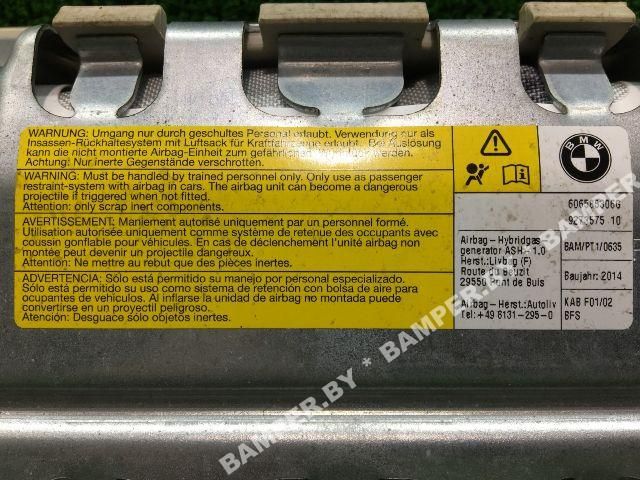 WARNUNG: Umgang nur durch geschultes Personal erlaubt. Verwendung nur als
Insassen-Rückhaltesystem mit Luftsack für Kraftfahrzeuge erlaubt. Bei Auslösung
kann die nicht montierte Airbag-Einheit zum gefährlichen
Achtung: Nur inerte Gegenstände verschrotten.
WARNING: Must be handled by trained personnel only. Only use as passenger
restraint-system with airbag in cars. The airbag unit can become a dangerous
projectile if triggered when not fitted.
Attention: only scrap inert components.
AVERTISSEMENT: Maniement autorisé uniquement par un personnel formé.
Utilisation autorisée uniquement comme système de retenue des occupants avec
coussin gonflable pour véhicules. En cas de déclenchement l'unité airbag non
montée peut devenir un projectile dangereux.
Attention: Ne mettre au rebut que des pièces inertes.
ADVERTENCIA: Sólo está permitido su manejo por personal especializado.
Sólo está permitido su uso como sistema de retención con bolsa de aire para
ocupantes de vehículos. Al inflarse la unidad de airbag no montada puede
convertirse en un proyectil peligroso.
Atención: Desguace sólo objetos inertes.
BMW
9273575 10
Airbag - Hybridgas-
generator ASH - 1.0
Herst.: Livbag (F)
Route du Beuzit
29590 Pont de Buis
Airbag - Herst.:Autoliv
Tel: +49 6131-295-0
BAM/PT.1/0635
Baujahr: 2014
KAB F01/02
BFS
BAMPER.BY * BAMPER.BY